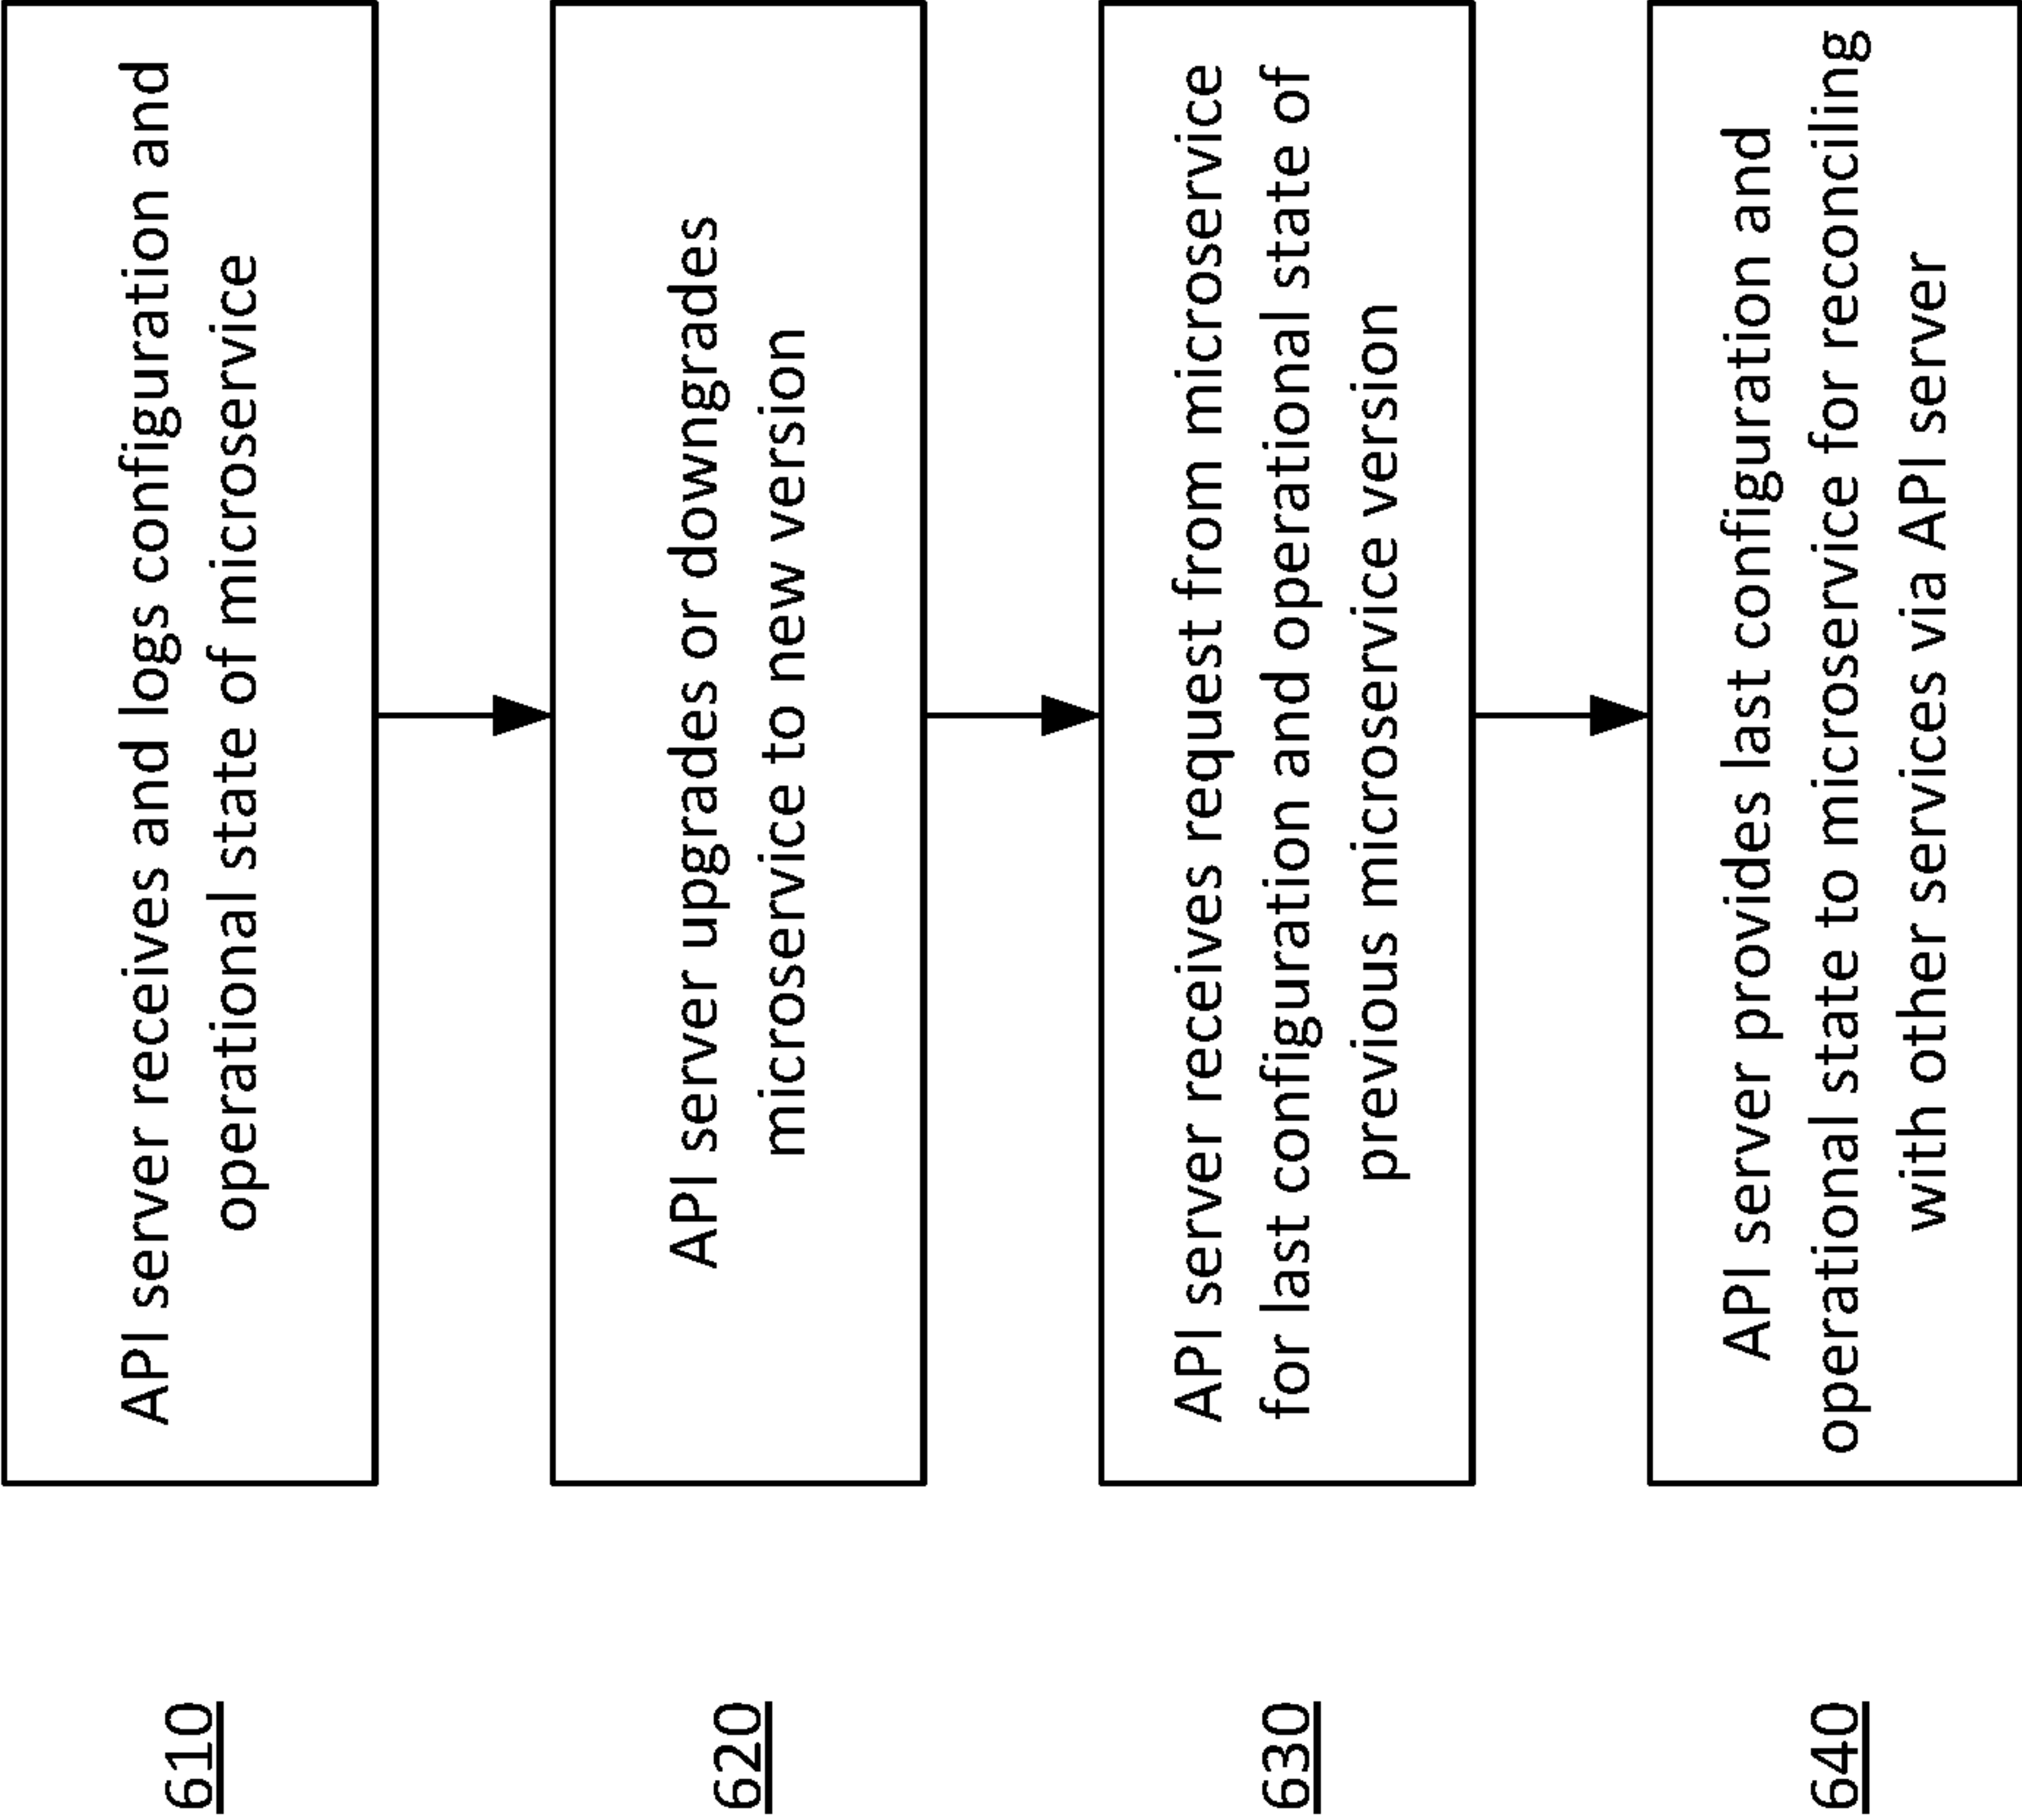 610
API server receives and logs configuration and
operational state of microservice
620
API server upgrades or downgrades
microservice to new version
630
API server receives request from microservice
for last configuration and operational state of
previous microservice version
640
API server provides last configuration and
operational state to microservice for reconciling
with other services via API server